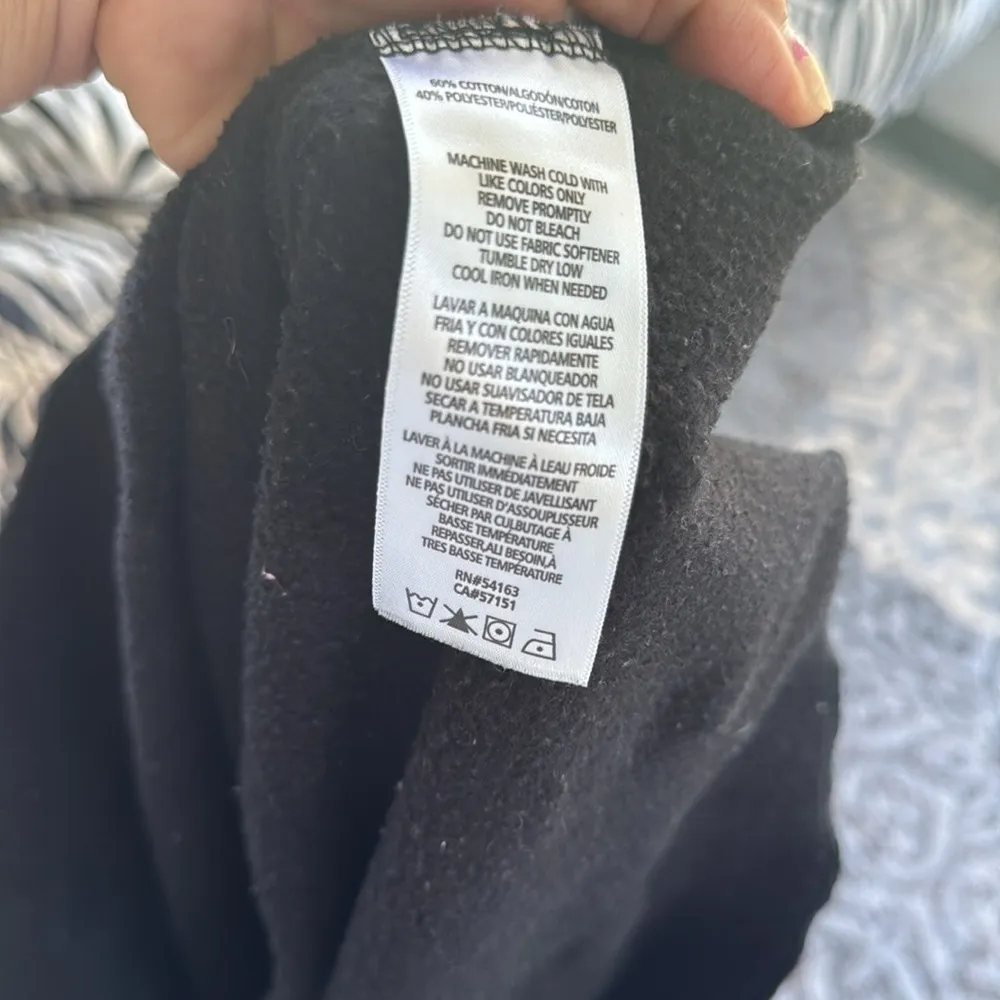 60% COTTON/ALGODÓN/COTON
40% POLYESTER/POLIÉSTER/POLYESTER
MACHINE WASH COLD WITH
LIKE COLORS ONLY
REMOVE PROMPTLY
DO NOT BLEACH
DO NOT USE FABRIC SOFTENER
TUMBLE DRY LOW
COOL IRON WHEN NEEDED
LAVAR A MAQUINA CON AGUA
FRIA Y CON COLORES IGUALES
REMOVER RAPIDAMENTE
NO USAR BLANQUEADOR
NO USAR SUAVISADOR DE TELA
SECAR A TEMPERATURA BAJA
PLANCHA FRIA SI NECESITA
LAVER À LA MACHINE À LEAU FROIDE
SORTIR IMMÉDIATEMENT
NE PAS UTILISER DE JAVELLISANT
NE PAS UTILISER D'ASSOUPLISSEUR
SÉCHER PAR CULBUTAGE À
BASSE TEMPÉRATURE
REPASSER,AU BESOIN,À
TRES BASSE TEMPÉRATURE
RN#54163
CA#57151